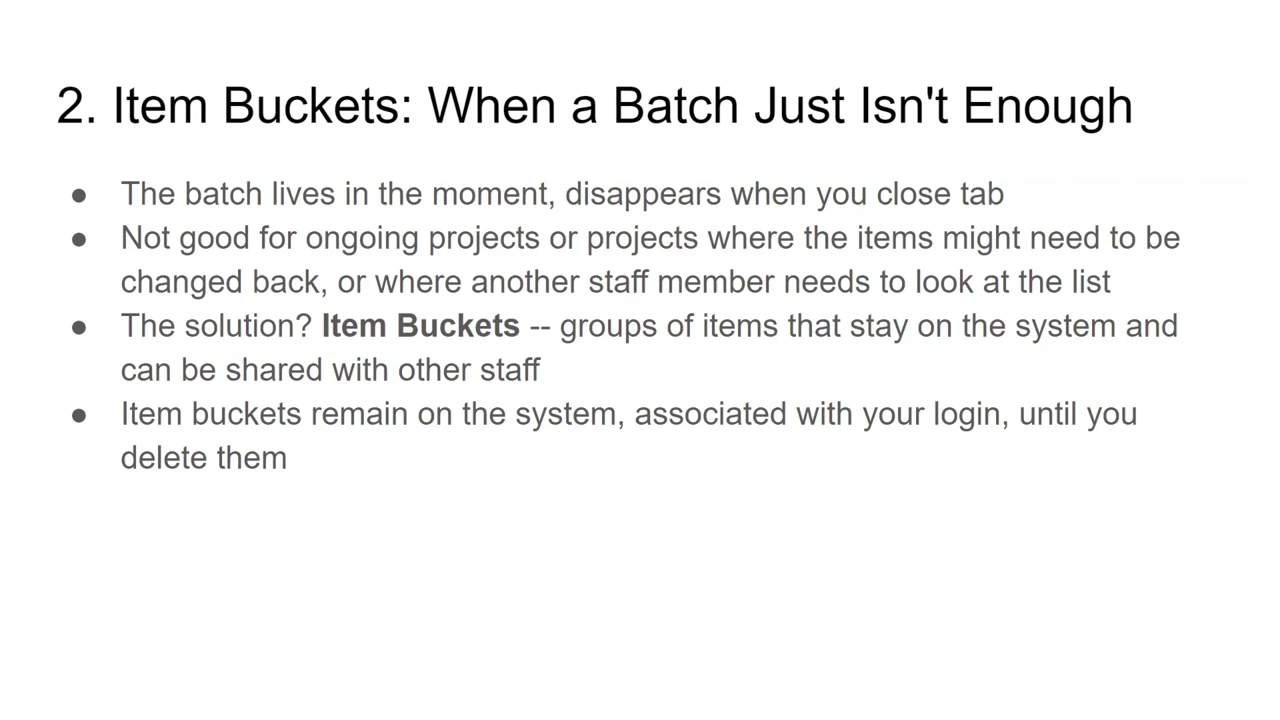 2. Item Buckets: When a Batch Just Isn't Enough
● The batch lives in the moment, disappears when you close tab
● Not good for ongoing projects or projects where the items might need to be
changed back, or where another staff member needs to look at the list
● The solution? Item Buckets -- groups of items that stay on the system and
can be shared with other staff
● Item buckets remain on the system, associated with your login, until you
delete them